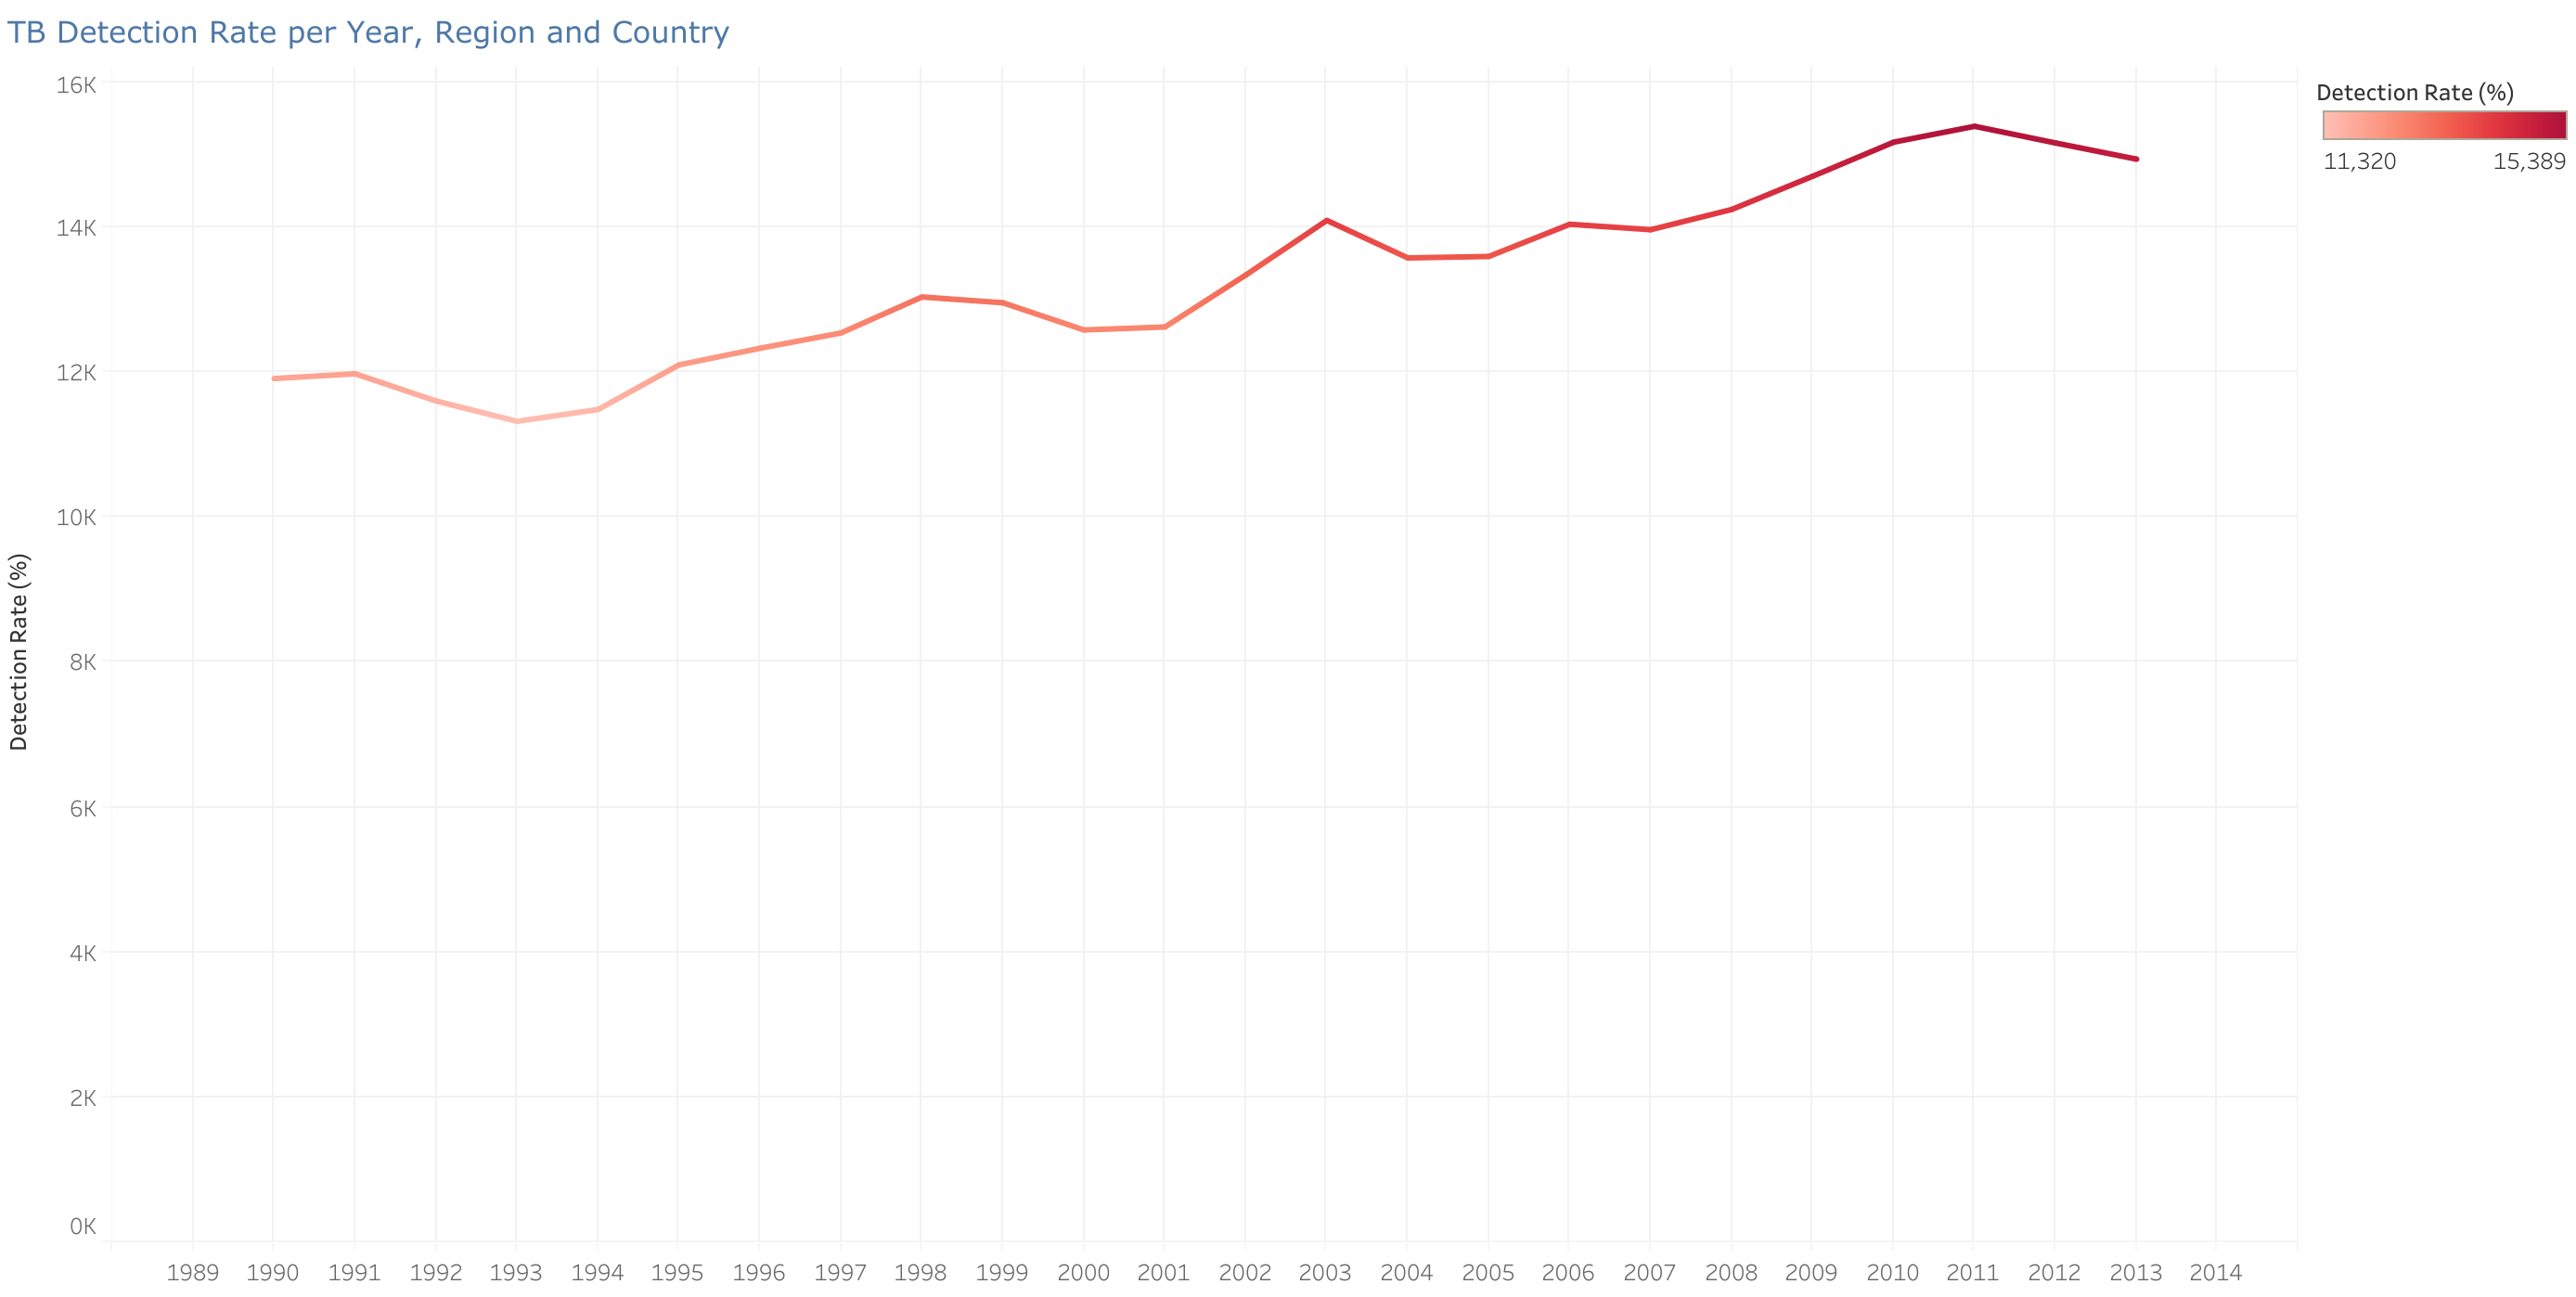 TB Detection Rate per Year, Region and Country
Detection Rate (%)
11,320 15,389
16K
14K
12K
10K
8K
6K
4K
2K
0K
Detection Rate (%)
1989 1990 1991 1992 1993 1994 1995 1996 1997 1998 1999 2000 2001 2002 2003 2004 2005 2006 2007 2008 2009 2010 2011 2012 2013 2014